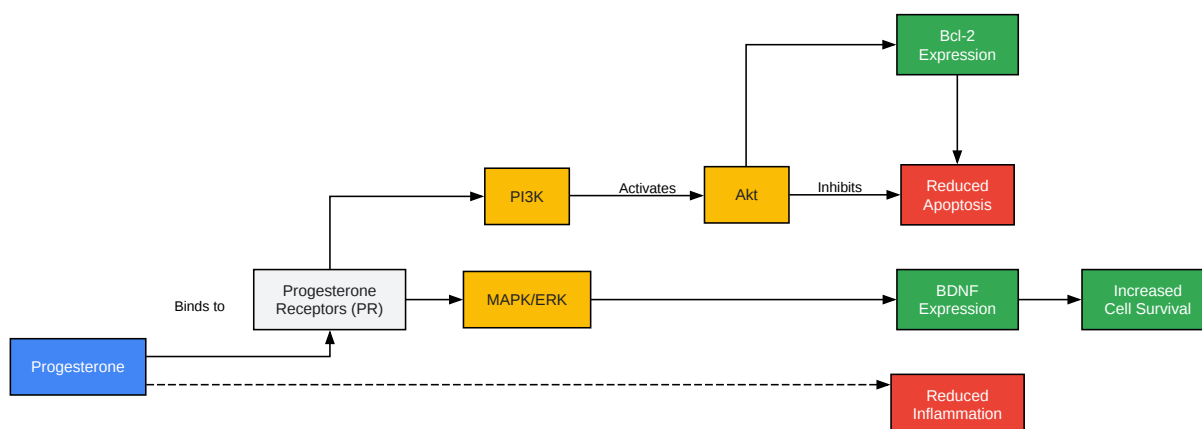 Bcl-2
Expression
PI3K
Activates
Akt
Inhibits
Reduced
Apoptosis
Binds to
Progesterone
Receptors (PR)
MAPK/ERK
BDNF
Expression
Increased
Cell Survival
Progesterone
Reduced
Inflammation